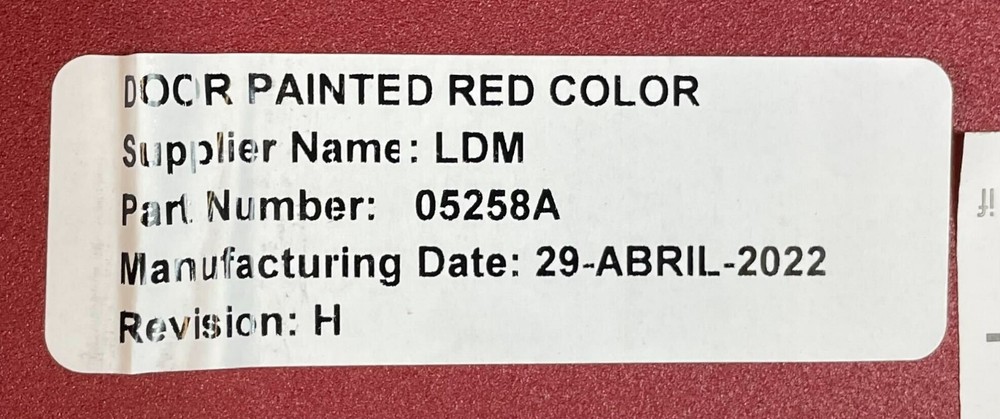 DOOR PAINTED RED COLOR
Supplier Name: LDM
Part Number: 05258A
Manufacturing Date: 29-ABRIL-2022
Revision: H